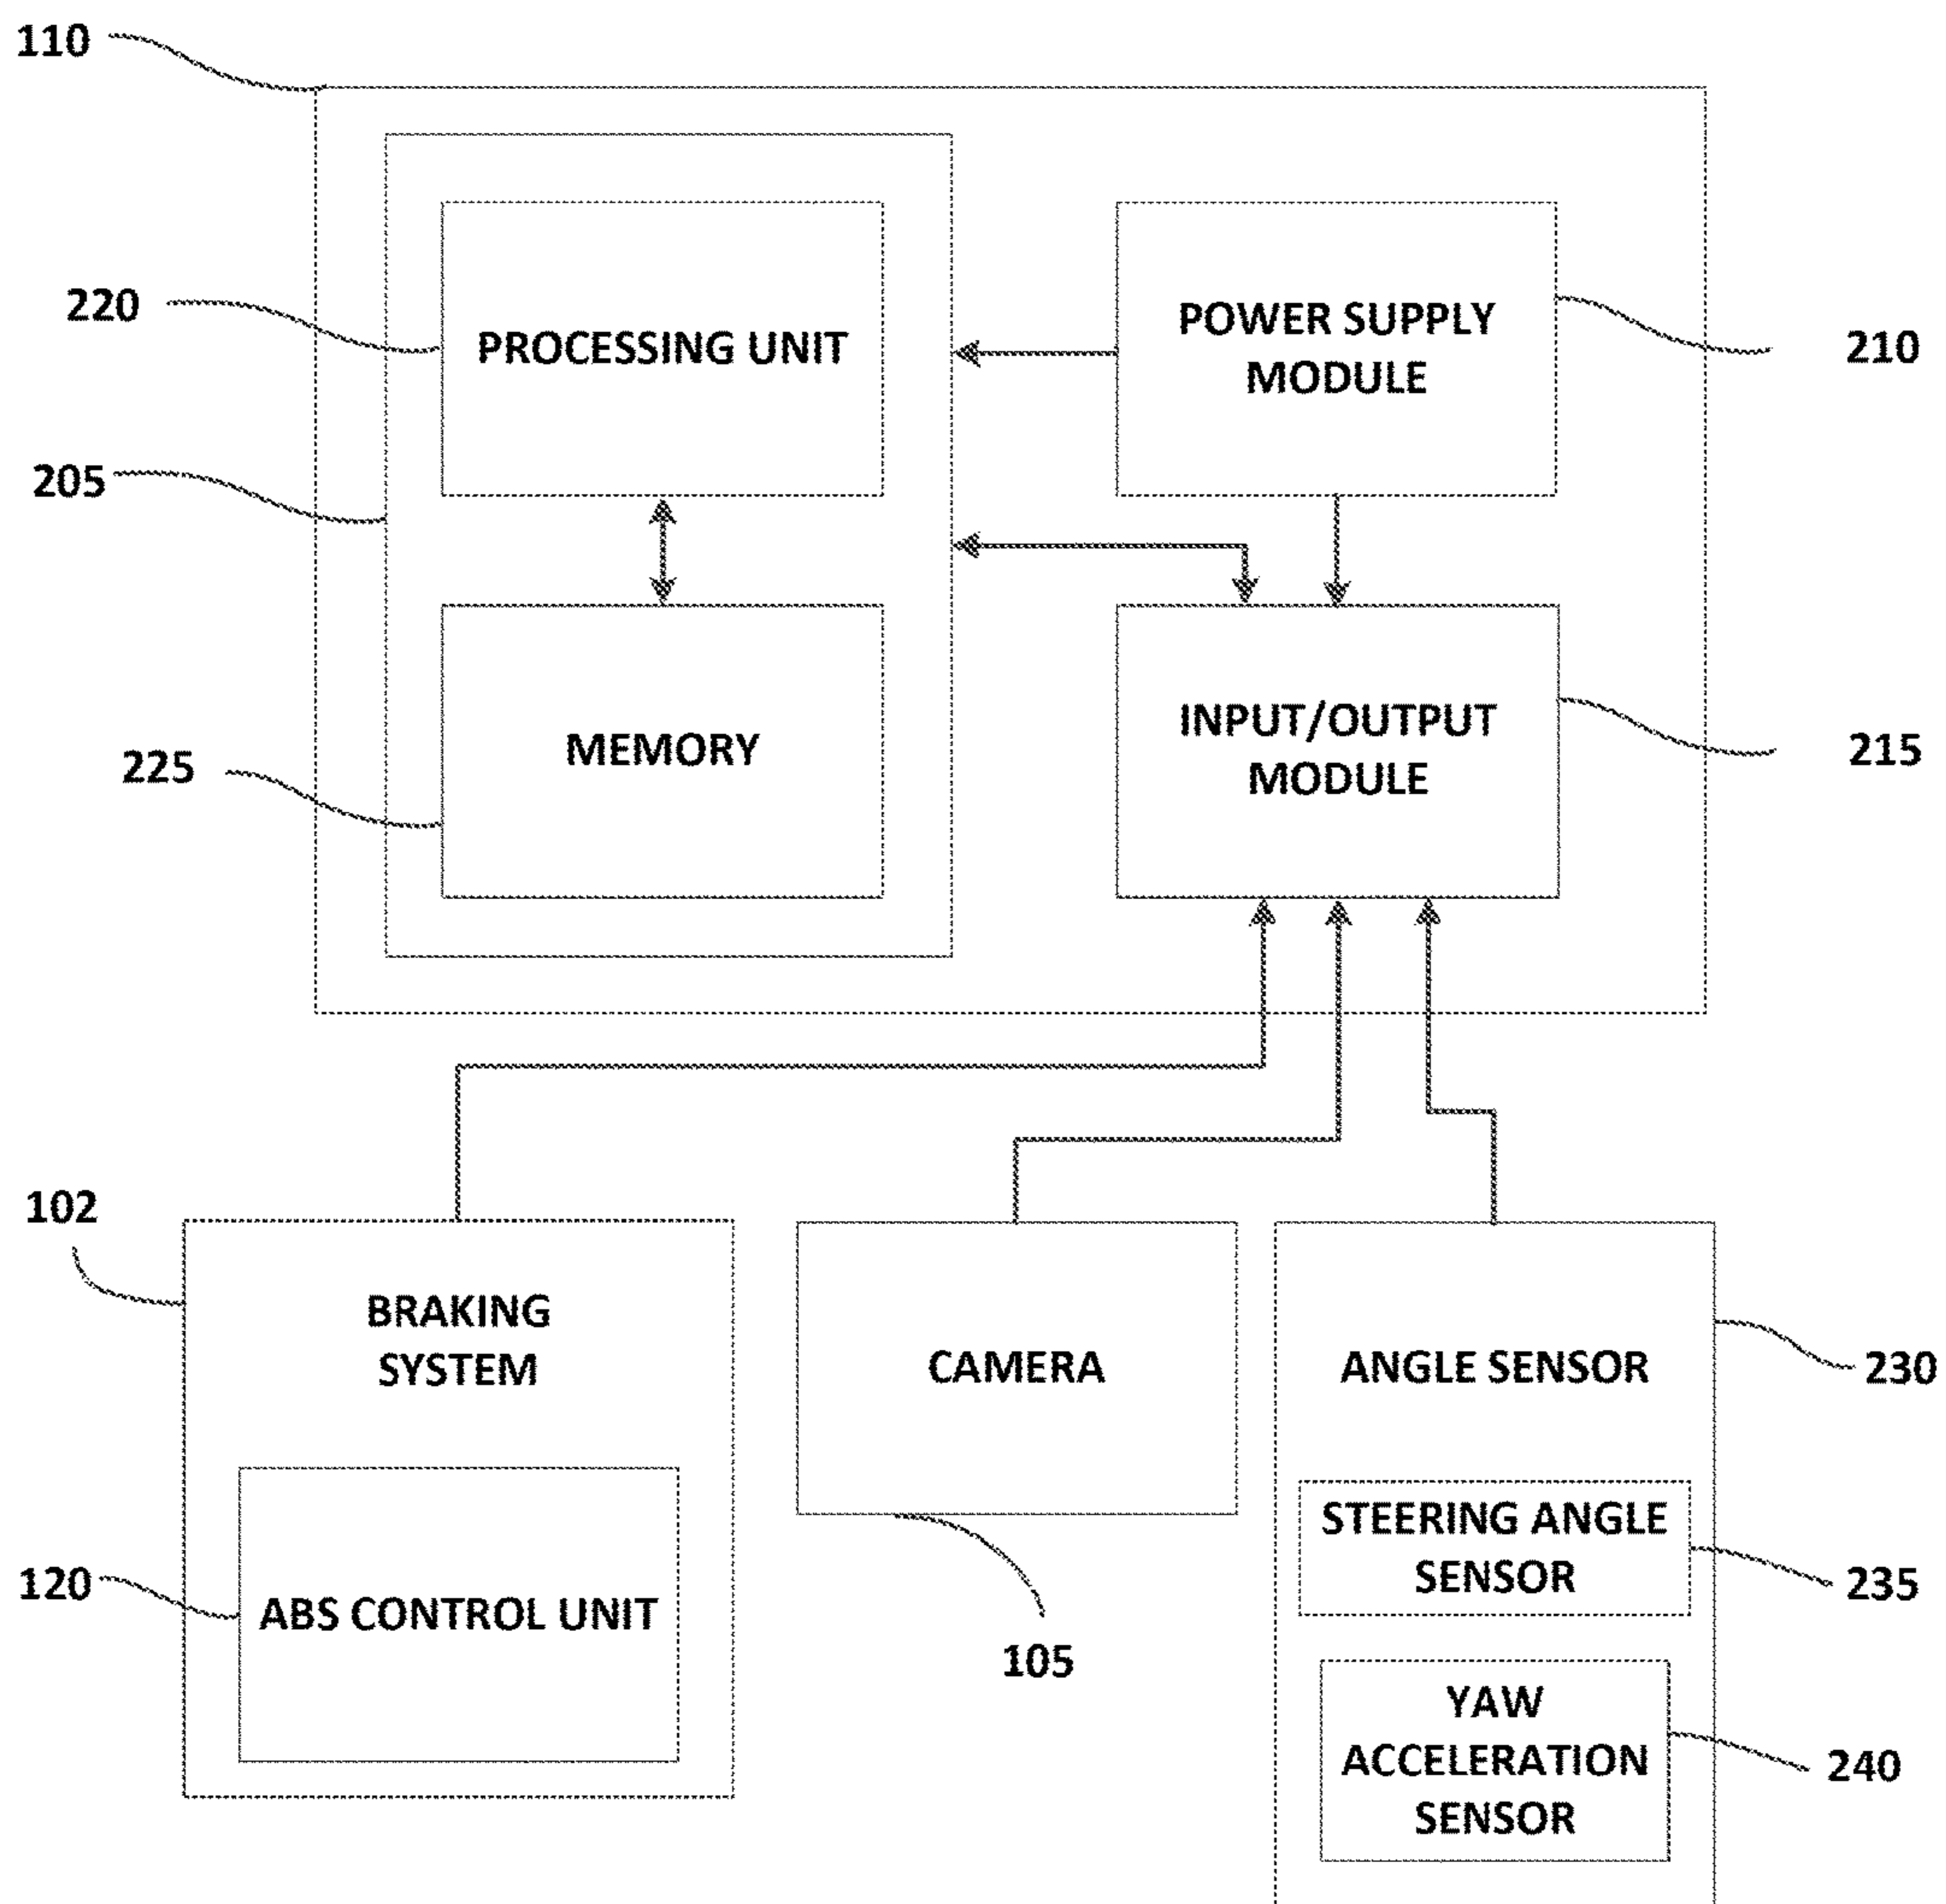 110
220
PROCESSING UNIT
POWER SUPPLY
MODULE
210
205
225
MEMORY
INPUT/OUTPUT
MODULE
215
102
BRAKING
SYSTEM
CAMERA
ANGLE SENSOR
230
120
ABS CONTROL UNIT
105
STEERING ANGLE
SENSOR
235
YAW
ACCELERATION
SENSOR
240